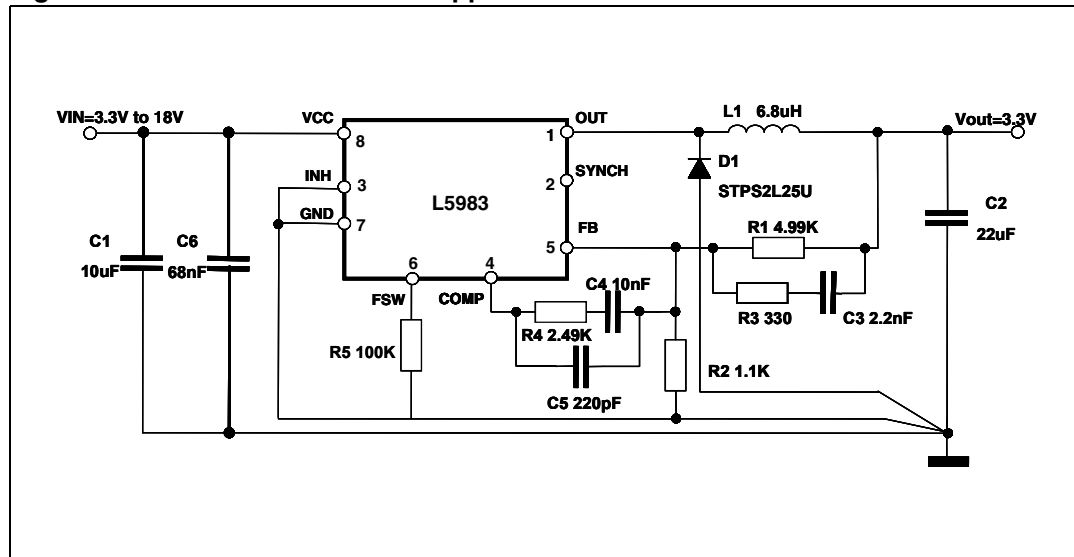 VIN=3.3V to 18V
VCC
8
INH
3
GND
7
L5983
OUT
1
SYNCH
2
FB
5
6
FSW
4
COMP
L1 6.8uH
Vout=3.3V
D1
STPS2L25U
C1
10uF
C6
68nF
C2
22uF
R1 4.99K
R3 330
C3 2.2nF
C4 10nF
R4 2.49K
R5 100K
C5 220pF
R2 1.1K